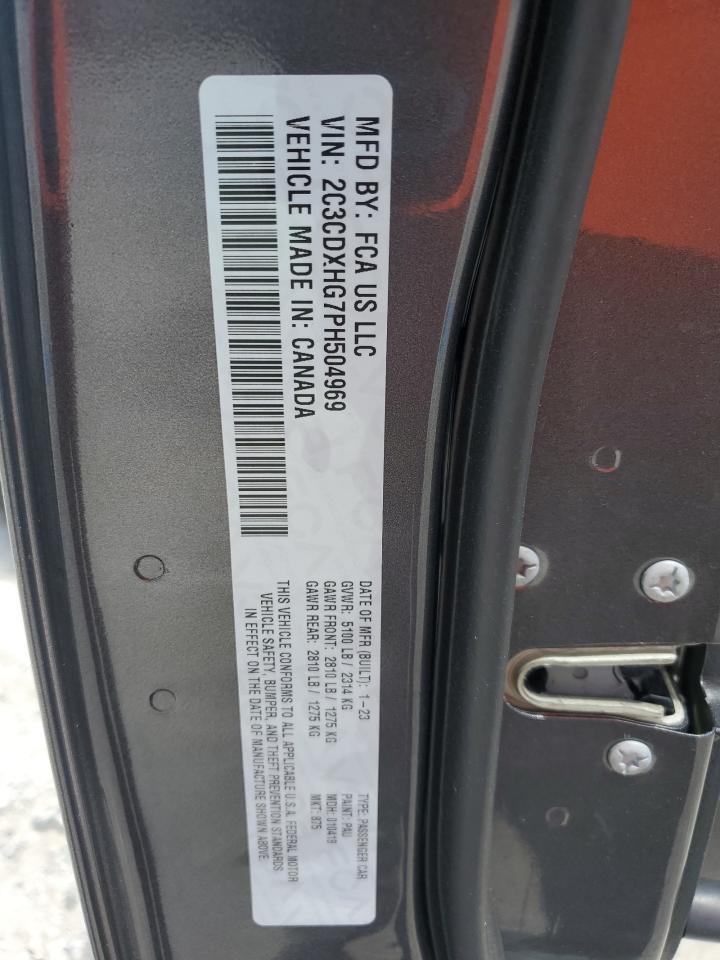 MFD BY: FCA US LLC
VIN: 2C3CDXHG7PH504969
VEHICLE MADE IN: CANADA
DATE OF MFR (BUILT): 1-23
GVWR: 5100 LB / 2314 KG
GAWR FRONT: 2810 LB / 1275 KG
GAWR REAR: 2810 LB / 1275 KG
TYPE: PASSENGER CAR
PAINT: PAU
MDH: 010419
MKT: 875
THIS VEHICLE CONFORMS TO ALL APPLICABLE U.S.A. FEDERAL MOTOR
VEHICLE SAFETY, BUMPER, AND THEFT PREVENTION STANDARDS
IN EFFECT ON THE DATE OF MANUFACTURE SHOWN ABOVE.